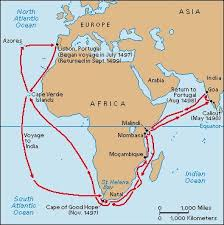 North
Atlantic
Ocean
EUROPE
ASIA
Azores
Lisbon, Portugal
(Began voyage in July 1497)
(Returned in Sept. 1499)
Cape Verde
Islands
AFRICA
Arabia
INDIA
Goa
Calicut
Return to
Portugal
(Aug 1498)
Equator
Malindi
Mombasa
Voyage
to
India
Moçambique
St Helena
Bay
Natal
Indian
Ocean
South
Atlantic
Ocean
Cape of Good Hope
(Nov. 1497)
0
1,000 Miles
0
1,000 Kilometers